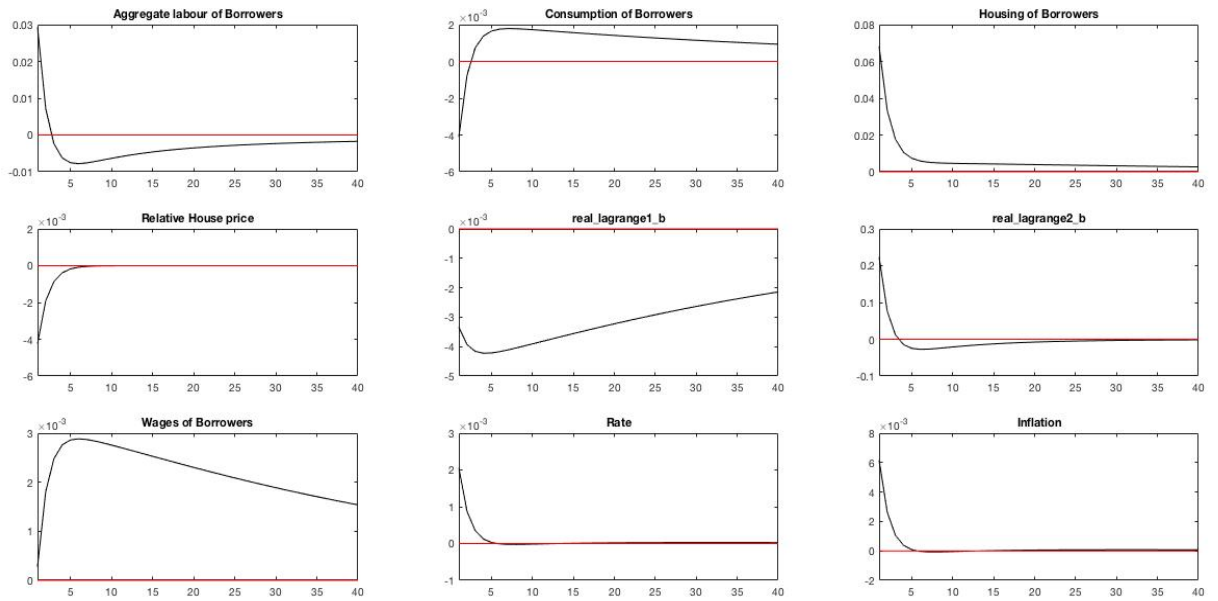 Aggregate labour of Borrowers
0.03
0.02
0.01
0
-0.01
5 10 15 20 25 30 35 40
Consumption of Borrowers
×10⁻³
2
0
-2
-4
-6
5 10 15 20 25 30 35 40
Housing of Borrowers
0.08
0.06
0.04
0.02
0
5 10 15 20 25 30 35 40
Relative House price
×10⁻³
2
0
-2
-4
-6
5 10 15 20 25 30 35 40
real_lagrange1_b
×10⁻³
0
-1
-2
-3
-4
-5
5 10 15 20 25 30 35 40
real_lagrange2_b
0.3
0.2
0.1
0
-0.1
5 10 15 20 25 30 35 40
Wages of Borrowers
×10⁻³
3
2
1
0
5 10 15 20 25 30 35 40
Rate
×10⁻³
3
2
1
0
-1
5 10 15 20 25 30 35 40
Inflation
×10⁻³
8
6
4
2
0
-2
5 10 15 20 25 30 35 40